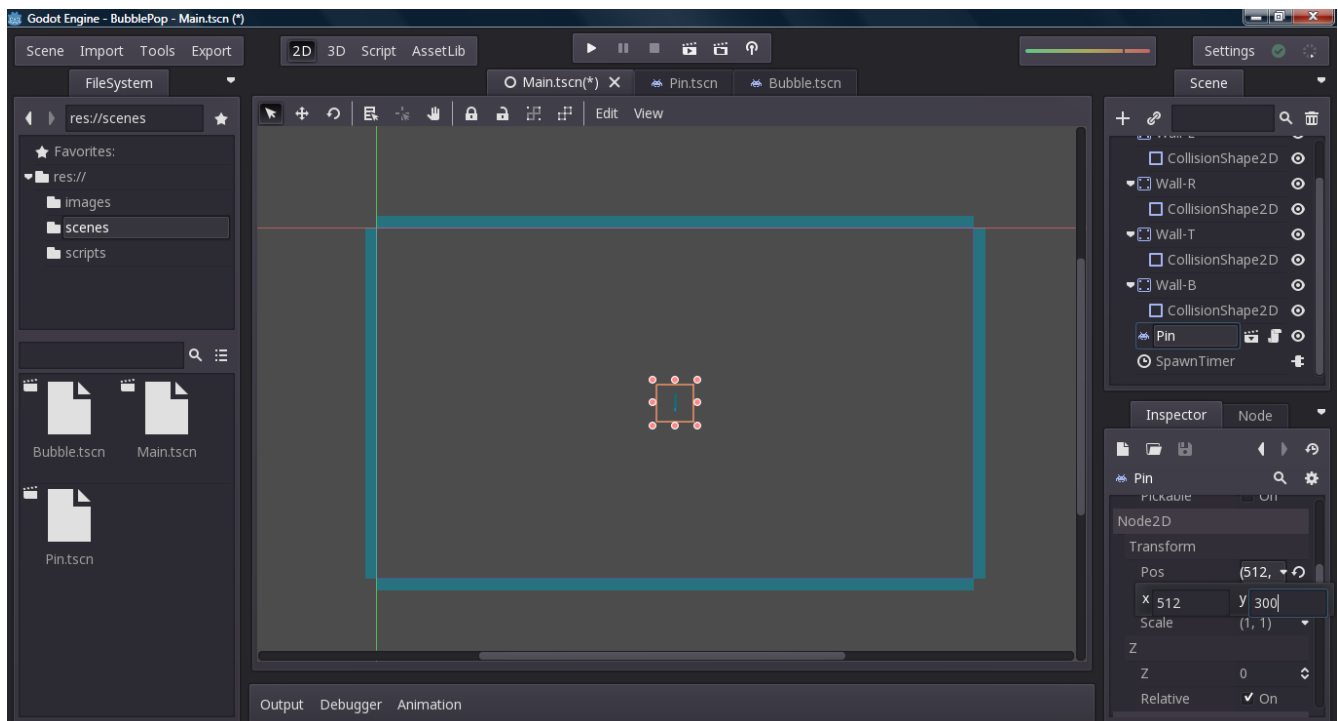 Godot Engine - BubblePop - Main.tscn (*)
Scene Import Tools Export
2D 3D Script AssetLib
Settings
FileSystem
Main.tscn(*)
Pin.tscn
Bubble.tscn
Scene
res://scenes
Edit View
Favorites:
res://
images
scenes
scripts
CollisionShape2D
Wall-R
CollisionShape2D
Wall-T
CollisionShape2D
Wall-B
CollisionShape2D
Pin
SpawnTimer
Bubble.tscn
Main.tscn
Pin.tscn
Inspector
Node
Pin
Pickable On
Node2D
Transform
Pos (512,
x 512 y 300
Scale (1, 1)
Z
Z 0
Relative On
Output Debugger Animation